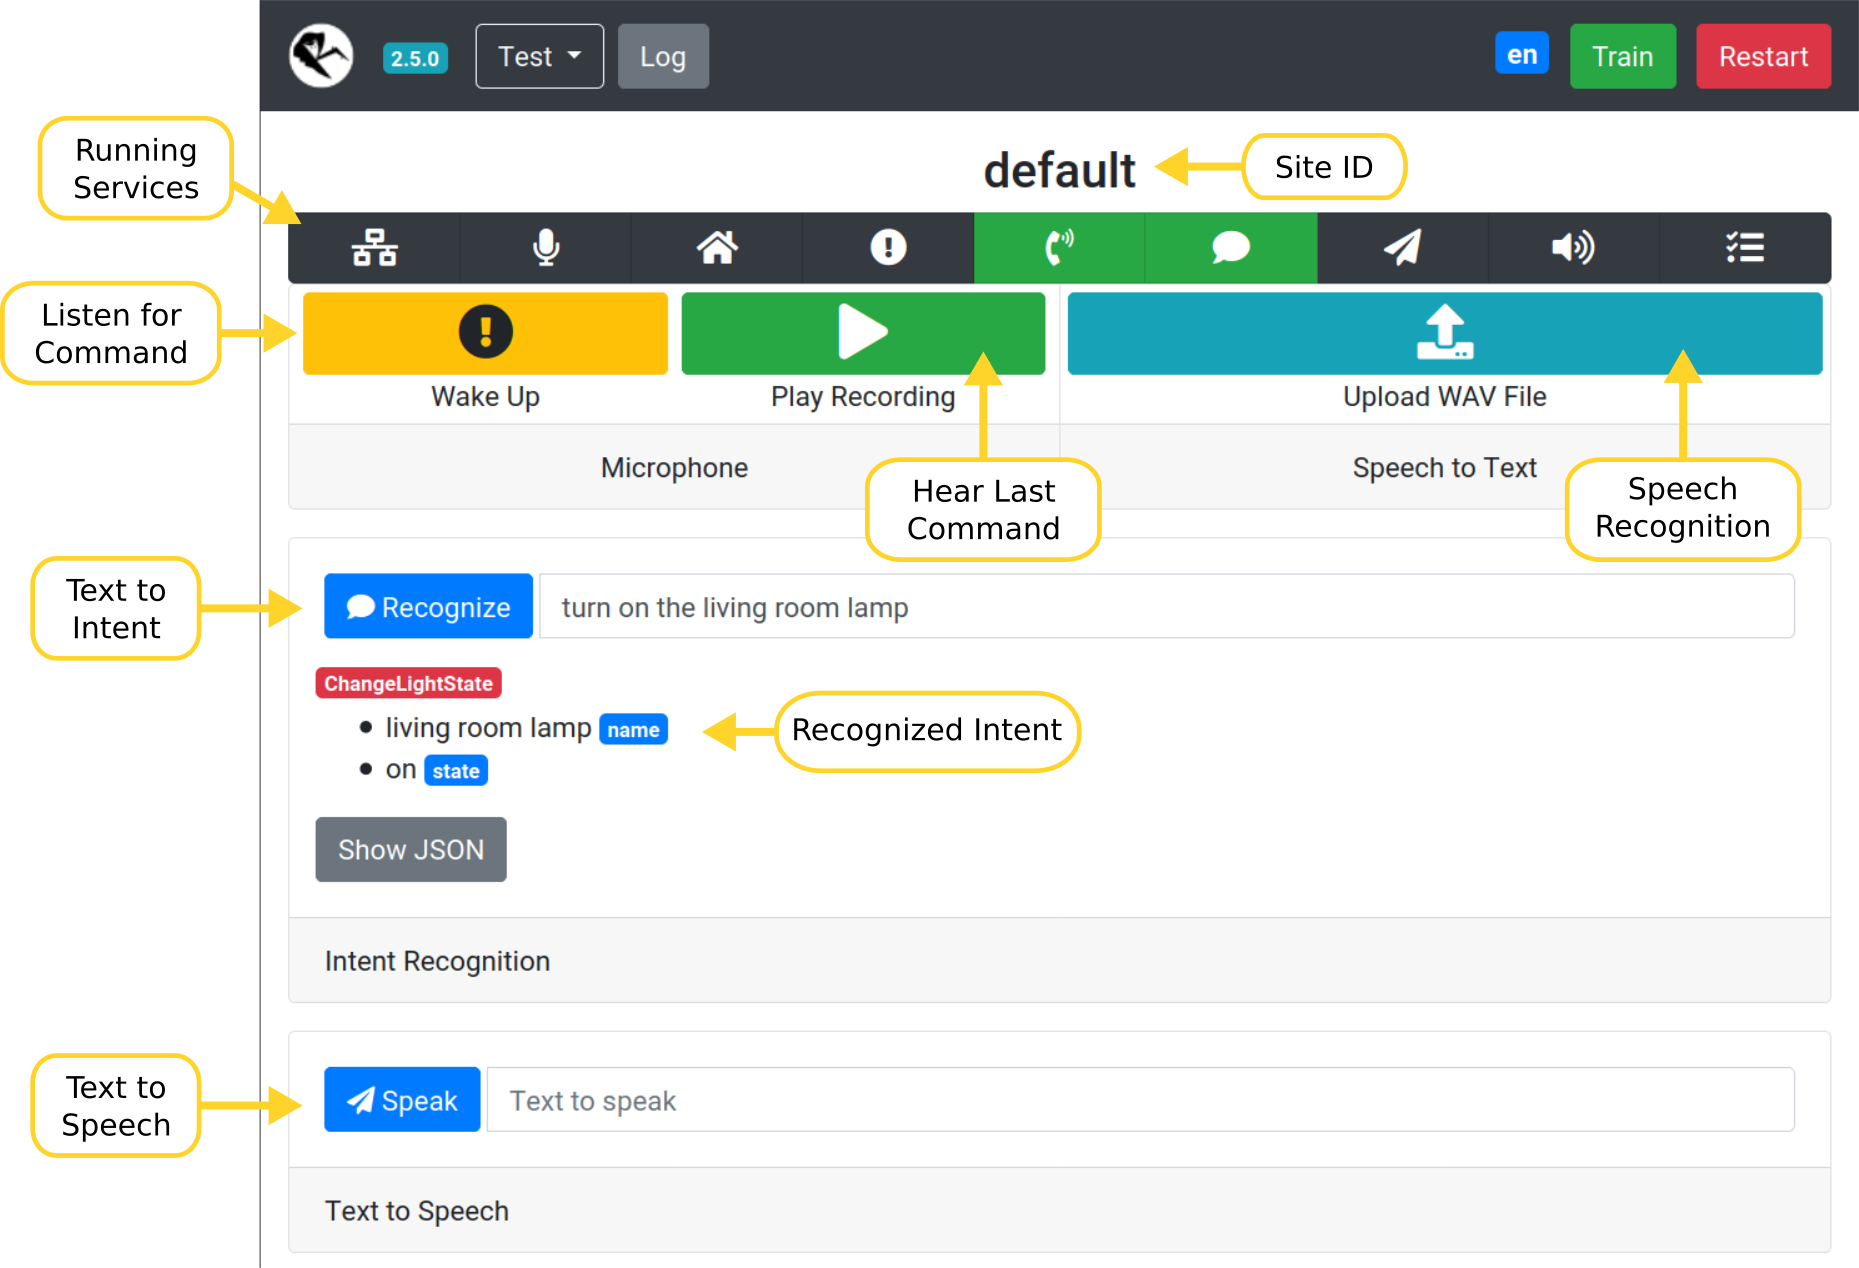 2.5.0
Test
Log
en
Train
Restart
Running
Services
default
Site ID
Listen for
Command
Wake Up
Play Recording
Upload WAV File
Microphone
Speech to Text
Hear Last
Command
Speech
Recognition
Text to
Intent
Recognize
turn on the living room lamp
ChangeLightState
living room lamp name
on state
Recognized Intent
Show JSON
Intent Recognition
Text to
Speech
Speak
Text to speak
Text to Speech